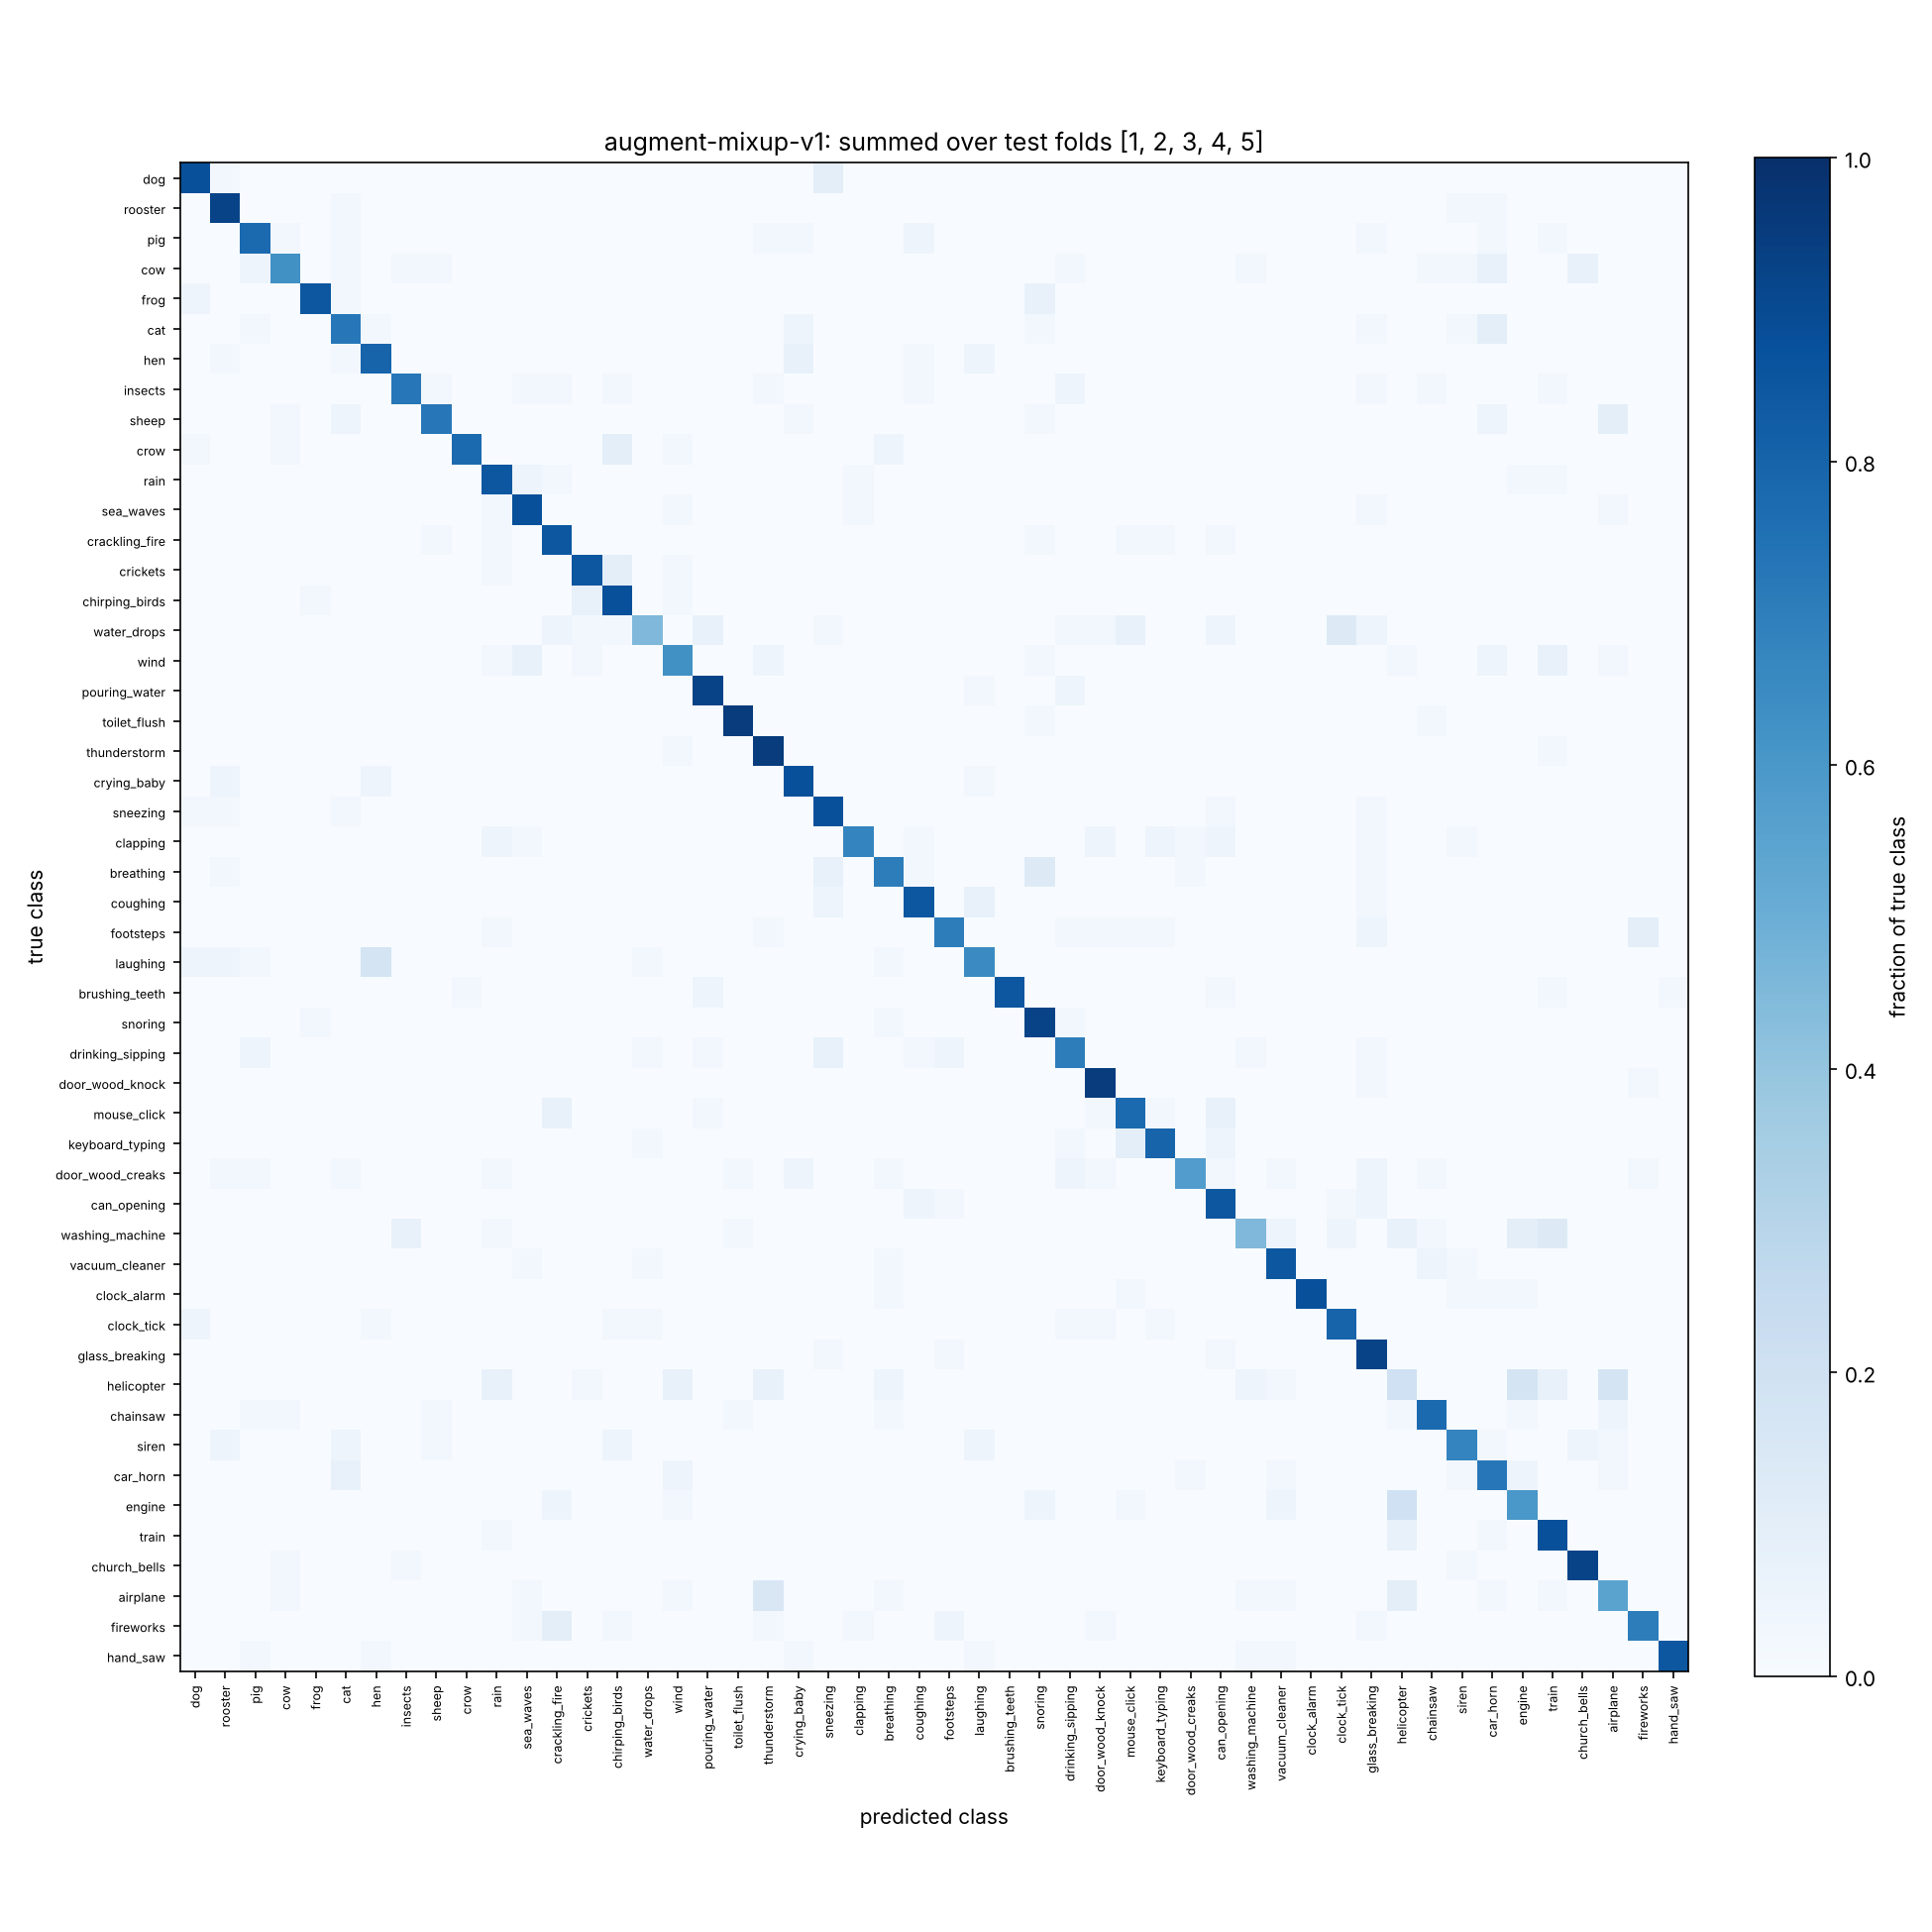 augment-mixup-v1: summed over test folds [1, 2, 3, 4, 5]
true class
dog
rooster
pig
cow
frog
cat
hen
insects
sheep
crow
rain
sea_waves
crackling_fire
crickets
chirping_birds
water_drops
wind
pouring_water
toilet_flush
thunderstorm
crying_baby
sneezing
clapping
breathing
coughing
footsteps
laughing
brushing_teeth
snoring
drinking_sipping
door_wood_knock
mouse_click
keyboard_typing
door_wood_creaks
can_opening
washing_machine
vacuum_cleaner
clock_alarm
clock_tick
glass_breaking
helicopter
chainsaw
siren
car_horn
engine
train
church_bells
airplane
fireworks
hand_saw
dog
rooster
pig
cow
frog
cat
hen
insects
sheep
crow
rain
sea_waves
crackling_fire
crickets
chirping_birds
water_drops
wind
pouring_water
toilet_flush
thunderstorm
crying_baby
sneezing
clapping
breathing
coughing
footsteps
laughing
brushing_teeth
snoring
drinking_sipping
door_wood_knock
mouse_click
keyboard_typing
door_wood_creaks
can_opening
washing_machine
vacuum_cleaner
clock_alarm
clock_tick
glass_breaking
helicopter
chainsaw
siren
car_horn
engine
train
church_bells
airplane
fireworks
hand_saw
predicted class
1.0
0.8
0.6
0.4
0.2
0.0
fraction of true class